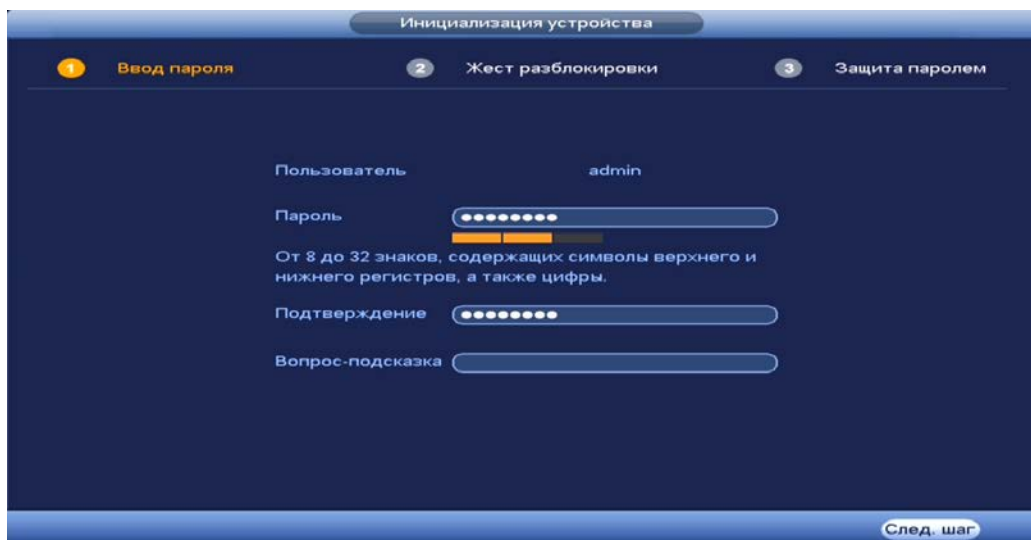 Инициализация устройства
1 Ввод пароля 2 Жест разблокировки 3 Защита паролем
Пользователь admin
Пароль ●●●●●●●●
От 8 до 32 знаков, содержащих символы верхнего и
нижнего регистров, а также цифры.
Подтверждение ●●●●●●●●
Вопрос-подсказка
След. шаг